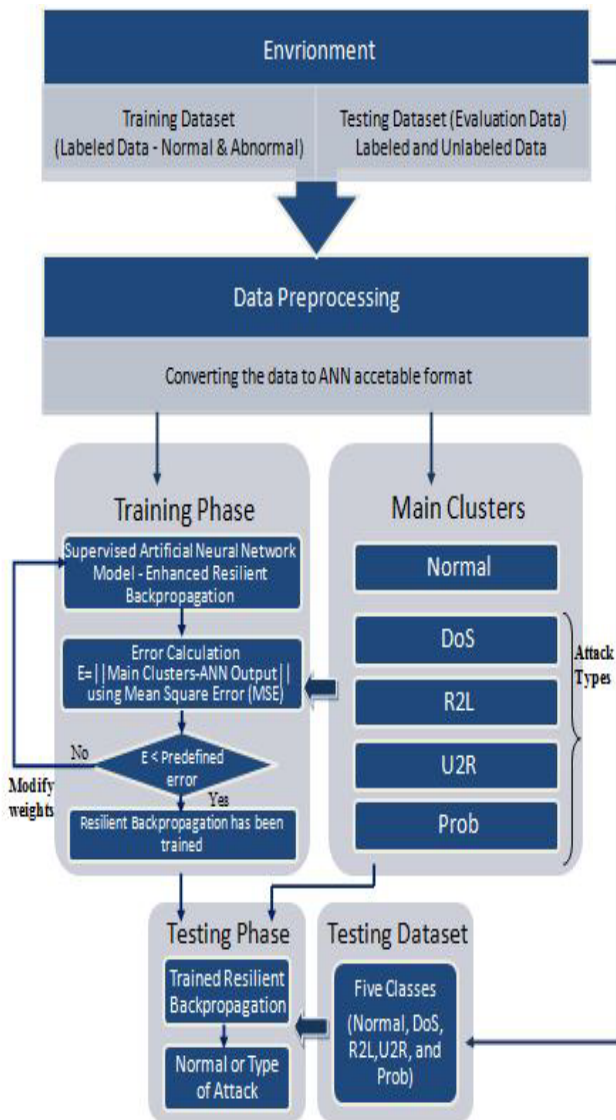 Envrionment
Training Dataset
(Labeled Data - Normal & Abnormal)
Testing Dataset (Evaluation Data)
Labeled and Unlabeled Data
Data Preprocessing
Converting the data to ANN accetable format
Training Phase
Supervised Artificial Neural Network
Model - Enhanced Resilient
Backpropagation
Error Calculation
E=||Main Clusters-ANN Output||
using Mean Square Error (MSE)
No
E < Predefined
error
Modify
weights
Yes
Resilient Backpropagation has been
trained
Main Clusters
Normal
DoS
R2L
U2R
Prob
Attack
Types
Testing Phase
Trained Resilient
Backpropagation
Normal or Type
of Attack
Testing Dataset
Five Classes
(Normal, DoS,
R2L,U2R, and
Prob)